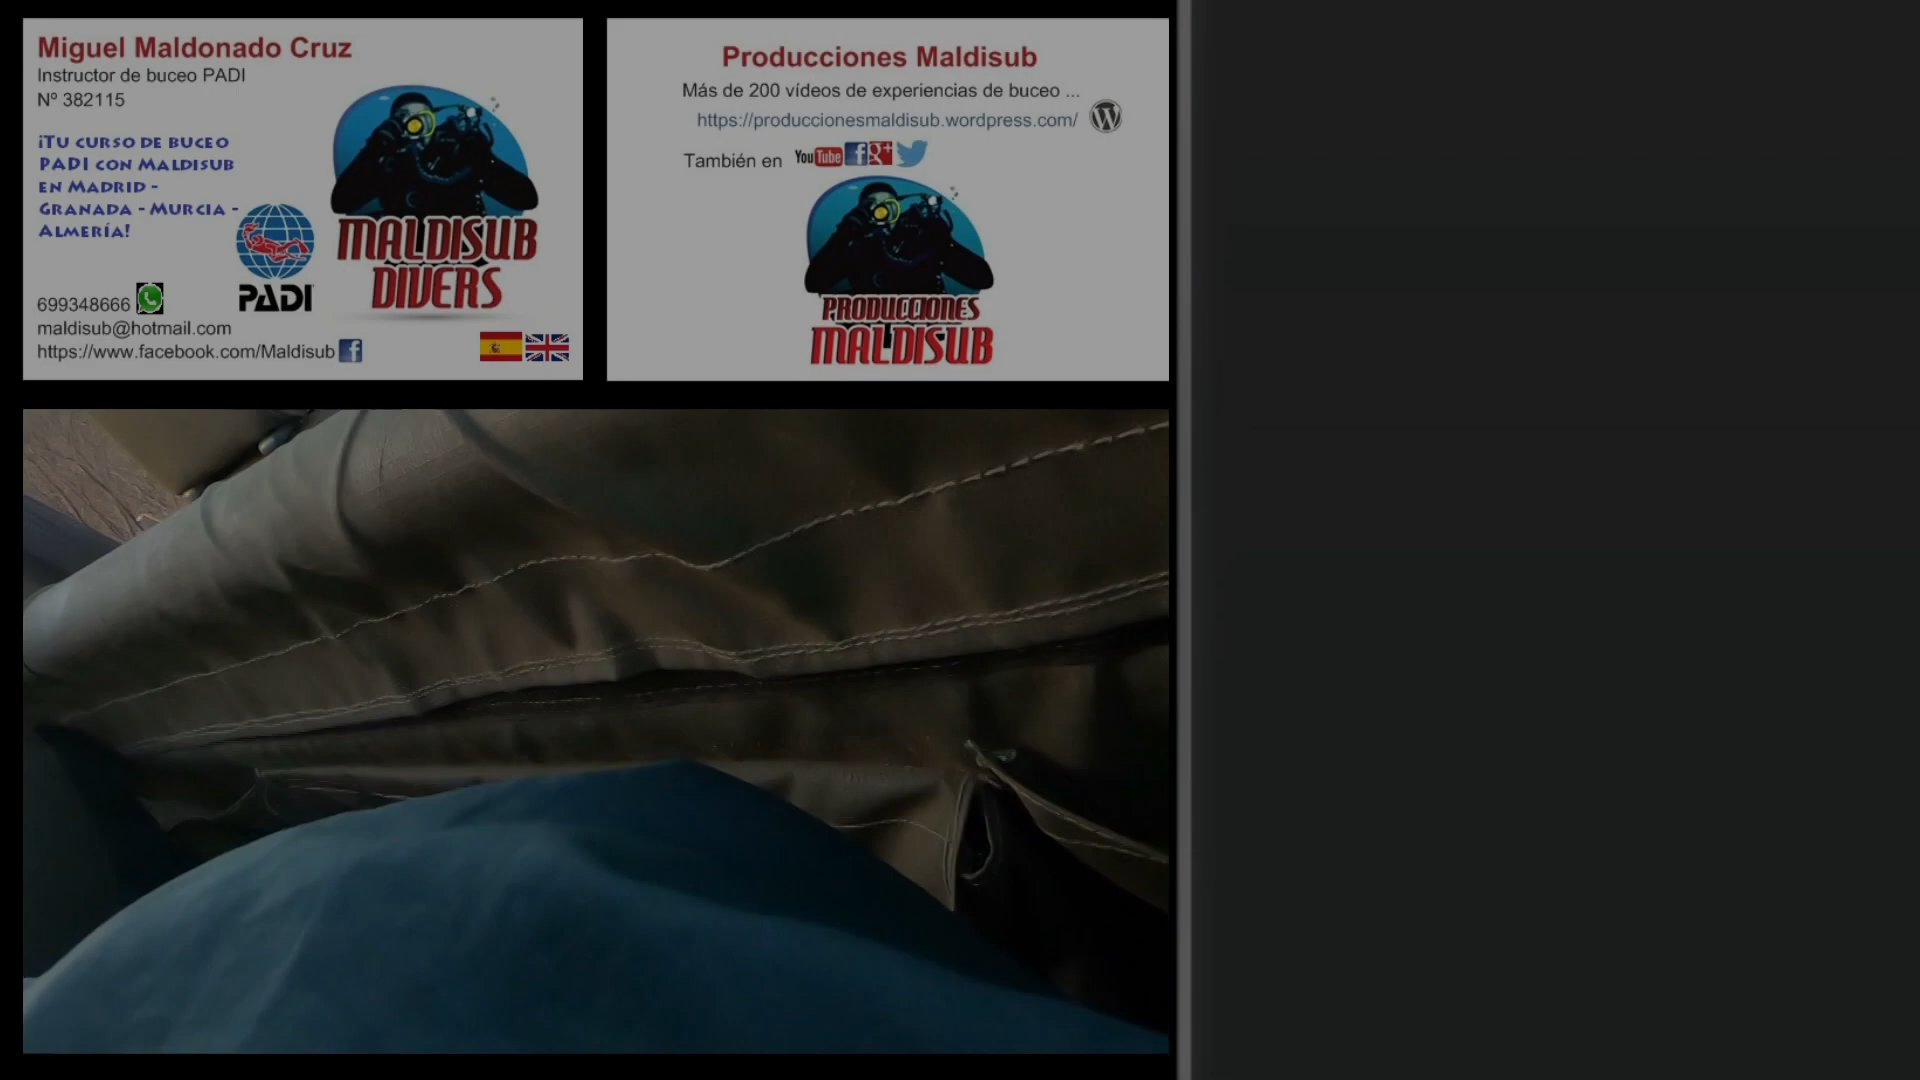 Miguel Maldonado Cruz
Instructor de buceo PADI
Nº 382115
¡Tu curso de buceo
PADI con Maldisub
en Madrid -
Granada - Murcia -
Almería!
PADI
MALDISUB
DIVERS
699348666
maldisub@hotmail.com
https://www.facebook.com/Maldisub
Producciones Maldisub
Más de 200 vídeos de experiencias de buceo ...
https://produccionesmaldisub.wordpress.com/
También en YouTube
PRODUCCIONES
MALDISUB